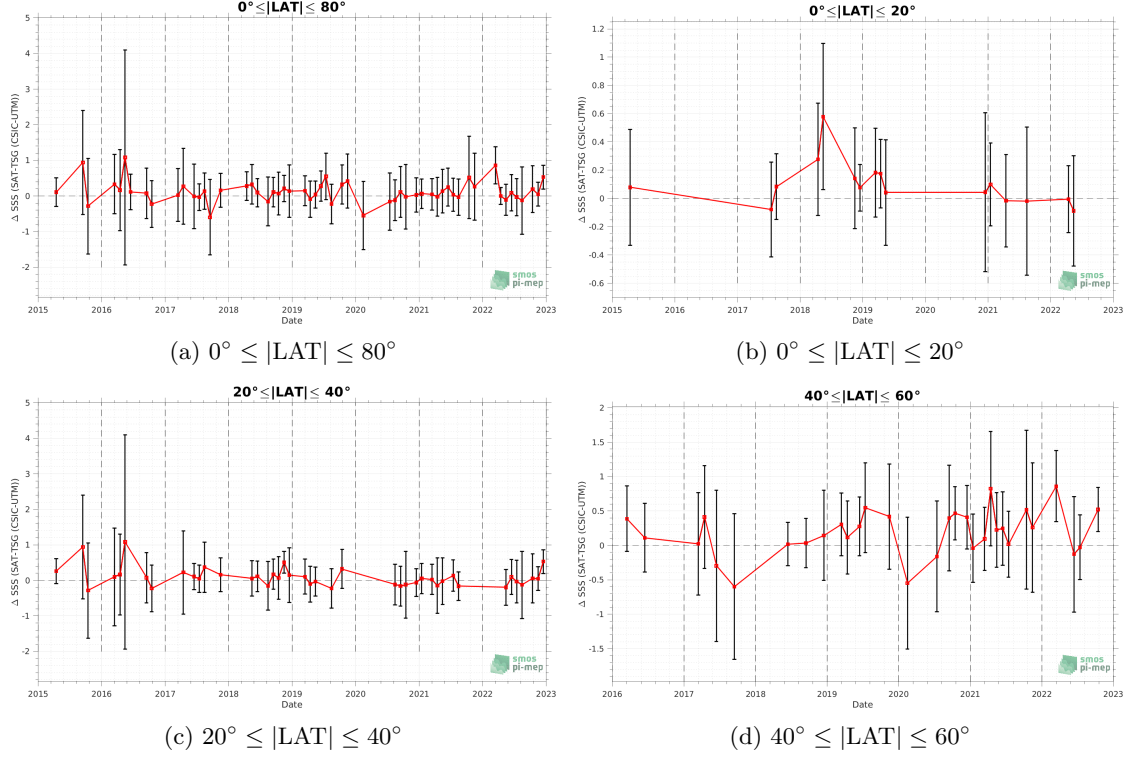 0°≤|LAT|≤ 80°
Δ SSS (SAT-TSG (CSIC-UTM))
5
4
3
2
1
0
-1
-2
2015 2016 2017 2018 2019 2020 2021 2022 2023
Date
smos
pi-mep
(a) 0° ≤ |LAT| ≤ 80°
0°≤|LAT|≤ 20°
Δ SSS (SAT-TSG (CSIC-UTM))
1.2
1
0.8
0.6
0.4
0.2
0
-0.2
-0.4
-0.6
2015 2016 2017 2018 2019 2020 2021 2022 2023
Date
smos
pi-mep
(b) 0° ≤ |LAT| ≤ 20°
20°≤|LAT|≤ 40°
Δ SSS (SAT-TSG (CSIC-UTM))
5
4
3
2
1
0
-1
-2
2015 2016 2017 2018 2019 2020 2021 2022 2023
Date
smos
pi-mep
(c) 20° ≤ |LAT| ≤ 40°
40°≤|LAT|≤ 60°
Δ SSS (SAT-TSG (CSIC-UTM))
2
1.5
1
0.5
0
-0.5
-1
-1.5
2016 2017 2018 2019 2020 2021 2022 2023
Date
smos
pi-mep
(d) 40° ≤ |LAT| ≤ 60°